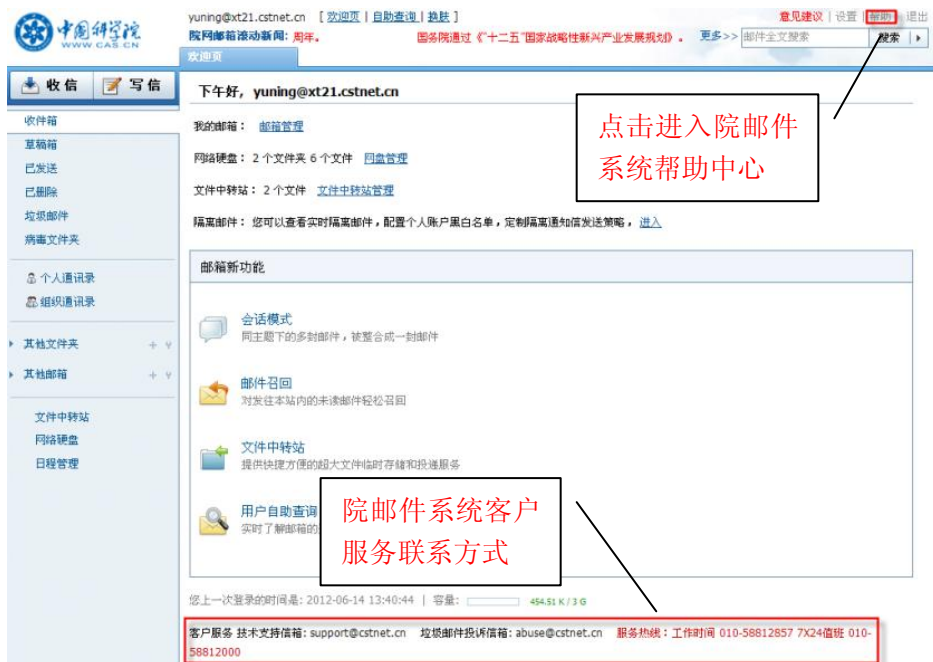 中国科学院
WWW.CAS.CN
yuning@xt21.cstnet.cn [ 欢迎页 | 自助查询 | 换肤 ]
意见建议 | 设置 | 帮助 | 退出
院网邮箱滚动新闻: 周年。 国务院通过《“十二五”国家战略性新兴产业发展规划》。 更多>> 邮件全文搜索 搜索
欢迎页
收信 写信
收件箱
草稿箱
已发送
已删除
垃圾邮件
病毒文件夹
个人通讯录
组织通讯录
其他文件夹
其他邮箱
文件中转站
网络硬盘
日程管理
下午好, yuning@xt21.cstnet.cn
我的邮箱: 邮箱管理
网络硬盘: 2 个文件夹 6 个文件 网盘管理
文件中转站: 2 个文件 文件中转站管理
隔离邮件: 您可以查看实时隔离邮件,配置个人账户黑白名单,定制隔离通知信发送策略, 进入
点击进入院邮件
系统帮助中心
邮箱新功能
会话模式
同主题下的多封邮件,被整合成一封邮件
邮件召回
对发往本站内的未读邮件轻松召回
文件中转站
提供快捷方便的超大文件临时存储和投递服务
用户自助查询
实时了解邮箱的
院邮件系统客户
服务联系方式
您上一次登录的时间是: 2012-06-14 13:40:44 | 容量: 454.51 K / 3 G
客户服务 技术支持信箱: support@cstnet.cn 垃圾邮件投诉信箱: abuse@cstnet.cn 服务热线:工作时间 010-58812857 7X24值班 010-
58812000